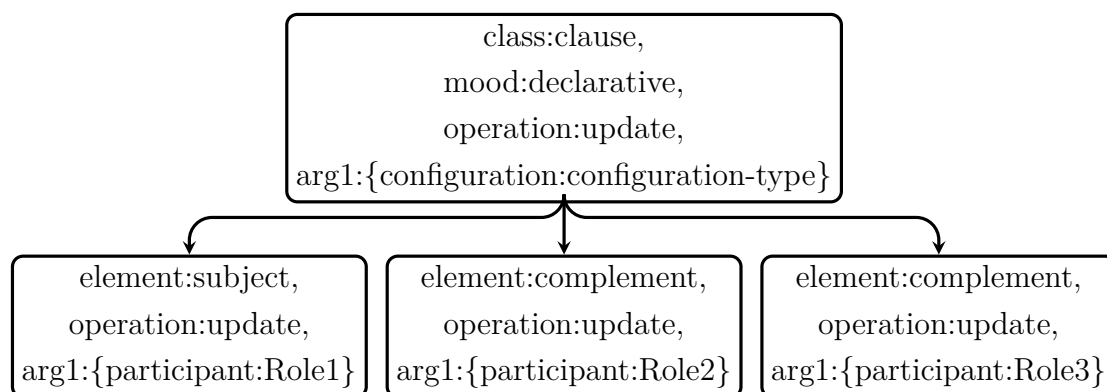 class:clause,
mood:declarative,
operation:update,
arg1:{configuration:configuration-type}
element:subject,
operation:update,
arg1:{participant:Role1}
element:complement,
operation:update,
arg1:{participant:Role2}
element:complement,
operation:update,
arg1:{participant:Role3}